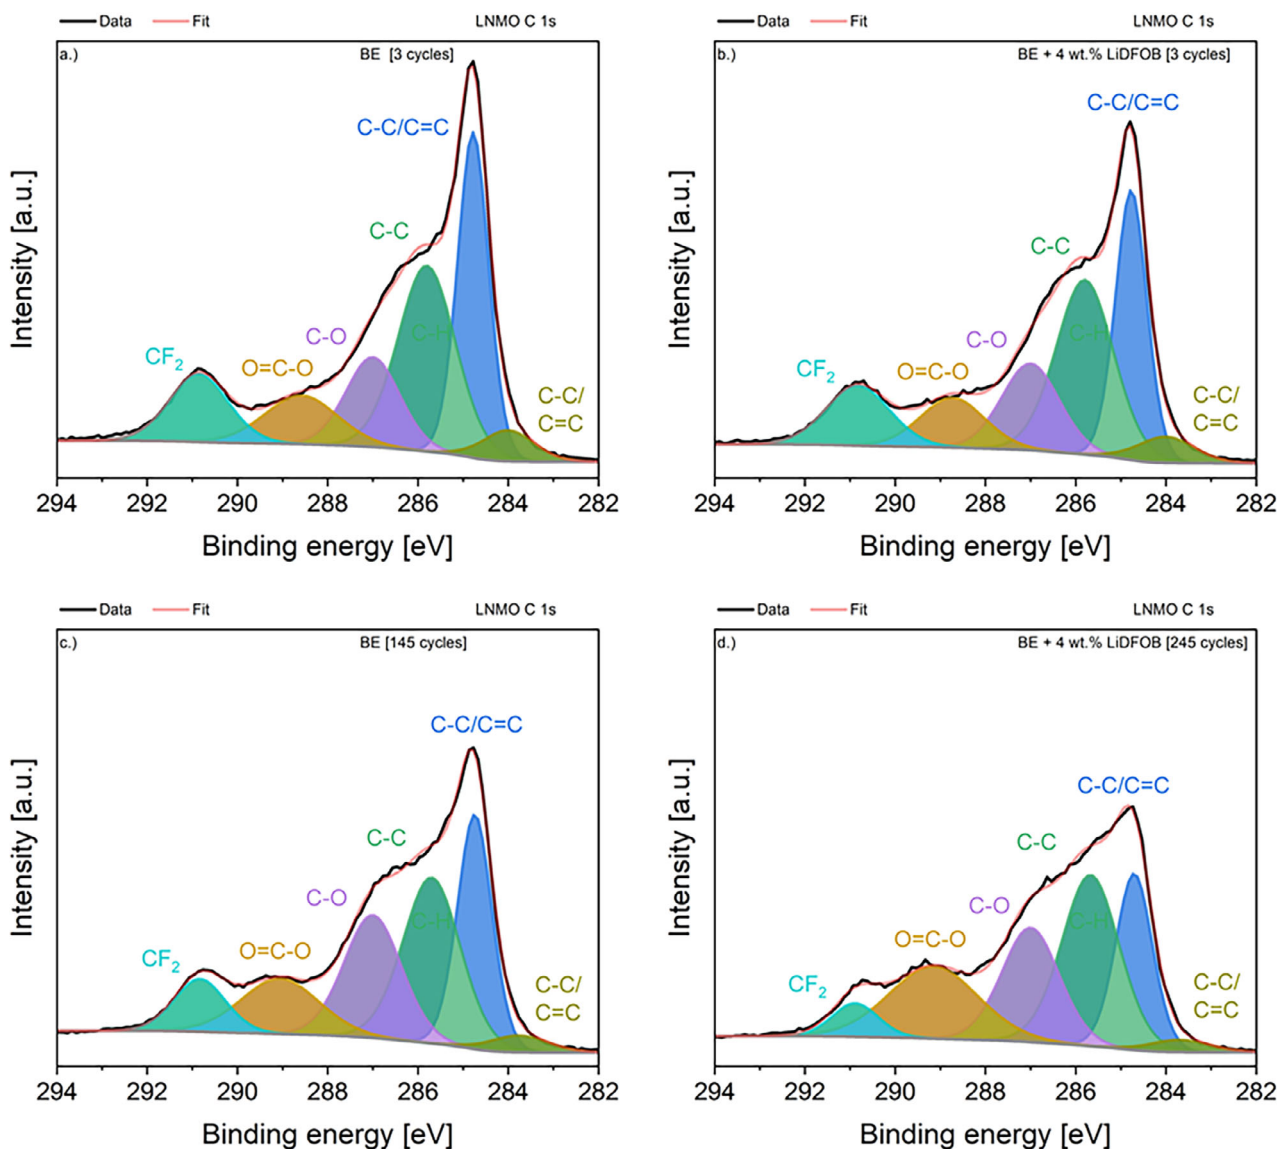 Data Fit LNMO C 1s
a.) BE [3 cycles]
C-C/C=C
C-C
C-H
C-O
CF2
O=C-O
C-C/
C=C
Intensity [a.u.]
294 292 290 288 286 284 282
Binding energy [eV]
Data Fit LNMO C 1s
b.) BE + 4 wt.% LiDFOB [3 cycles]
C-C/C=C
C-C
C-H
C-O
CF2
O=C-O
C-C/
C=C
Intensity [a.u.]
294 292 290 288 286 284 282
Binding energy [eV]
Data Fit LNMO C 1s
c.) BE [145 cycles]
C-C/C=C
C-C
C-O
C-H
O=C-O
CF2
C-C/
C=C
Intensity [a.u.]
294 292 290 288 286 284 282
Binding energy [eV]
Data Fit LNMO C 1s
d.) BE + 4 wt.% LiDFOB [245 cycles]
C-C/C=C
C-C
C-O
C-H
O=C-O
CF2
C-C/
C=C
Intensity [a.u.]
294 292 290 288 286 284 282
Binding energy [eV]